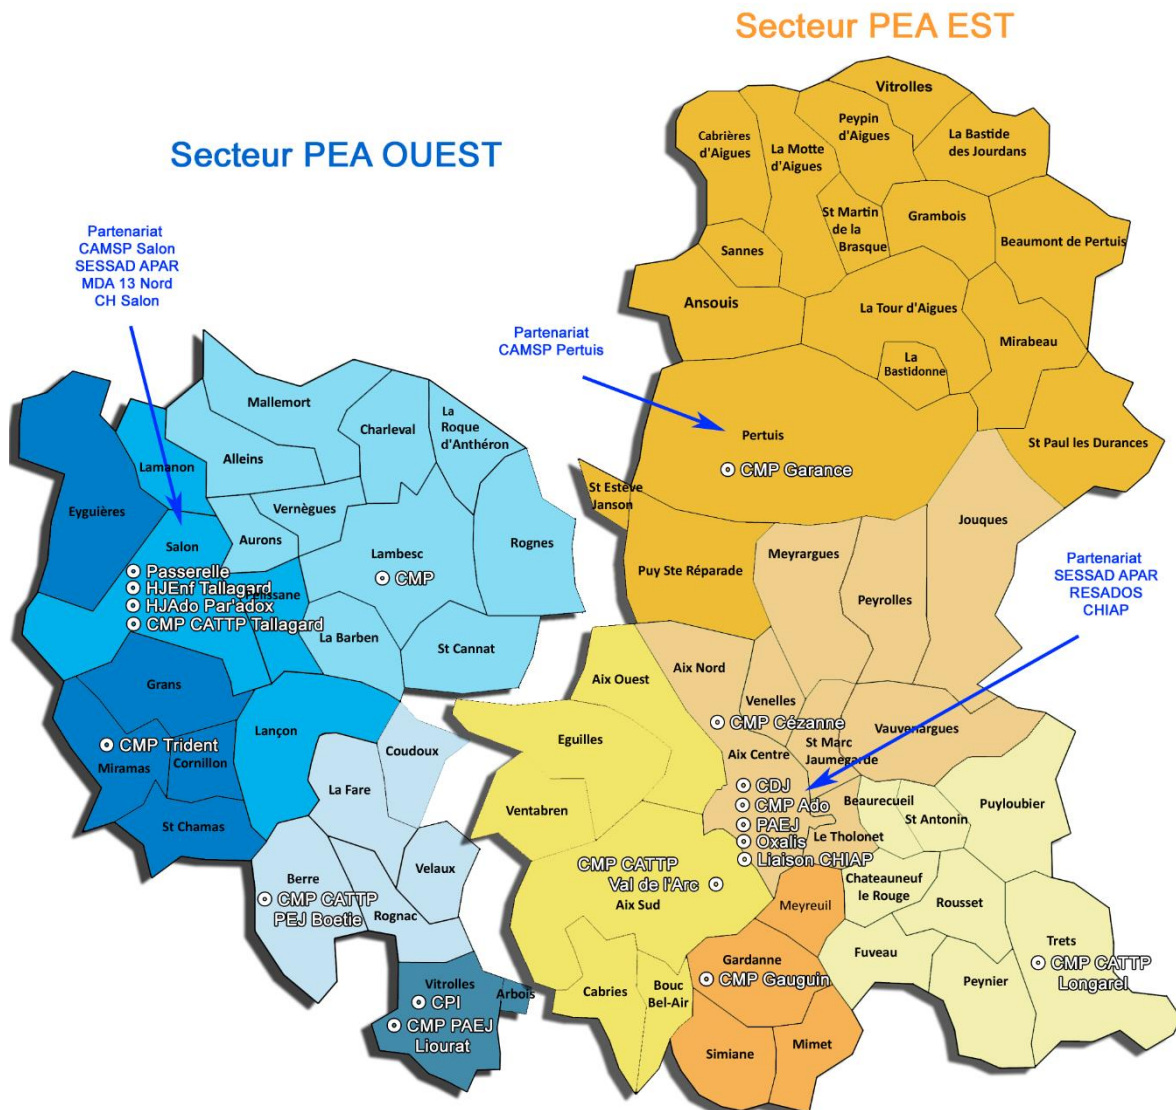 Secteur PEA EST
Secteur PEA OUEST
Partenariat
CAMSP Salon
SESSAD APAR
MDA 13 Nord
CH Salon
Partenariat
CAMSP Pertuis
Partenariat
SESSAD APAR
RESADOS
CHIAP
Vitrolles
Peypin
d'Aigues
Cabrières
d'Aigues
La Motte
d'Aigues
La Bastide
des Jourdans
St Martin
de la
Brasque
Grambois
Beaumont de Pertuis
Sannes
Ansouis
La Tour d'Aigues
Mirabeau
La
Bastidonne
Pertuis
CMP Garance
St Paul les Durances
St Estève
Janson
Puy Ste Réparade
Meyrargues
Jouques
Peyrolles
Aix Nord
Venelles
CMP Cézanne
Aix Centre
St Marc
Jaumegarde
Vauvenargues
CDJ
CMP Ado
PAEJ
Oxalis
Liaison CHIAP
Beaurecueil
St Antonin
Puyloubier
Le Tholonet
Chateauneuf
le Rouge
Rousset
Fuveau
Peynier
Trets
CMP CATTP
Longarel
Meyreuil
Gardanne
CMP Gauguin
Simiane
Mimet
Aix Ouest
Eguilles
Ventabren
CMP CATTP
Val de l'Arc
Aix Sud
Cabries
Bouc
Bel-Air
Mallemort
Charleval
La
Roque
d'Anthéron
Alleins
Lamanon
Eyguières
Vernègues
Aurons
Salon
Lambesc
CMP
Rognes
Passerelle
HJEnf Tallagard
HJAdo Par'adox
CMP CATTP Tallagard
Pelissane
La Barben
St Cannat
Grans
CMP Trident
Miramas
Cornillon
St Chamas
Lançon
Coudoux
La Fare
Velaux
Berre
CMP CATTP
PEJ Boetie
Rognac
Vitrolles
CPI
CMP PAEJ
Liourat
Arbois